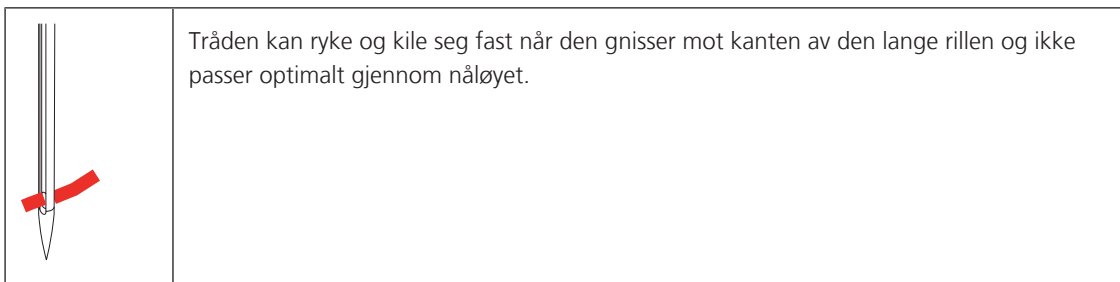 Tråden kan ryke og kile seg fast når den gnisser mot kanten av den lange rillen og ikke
passer optimalt gjennom nåløyet.